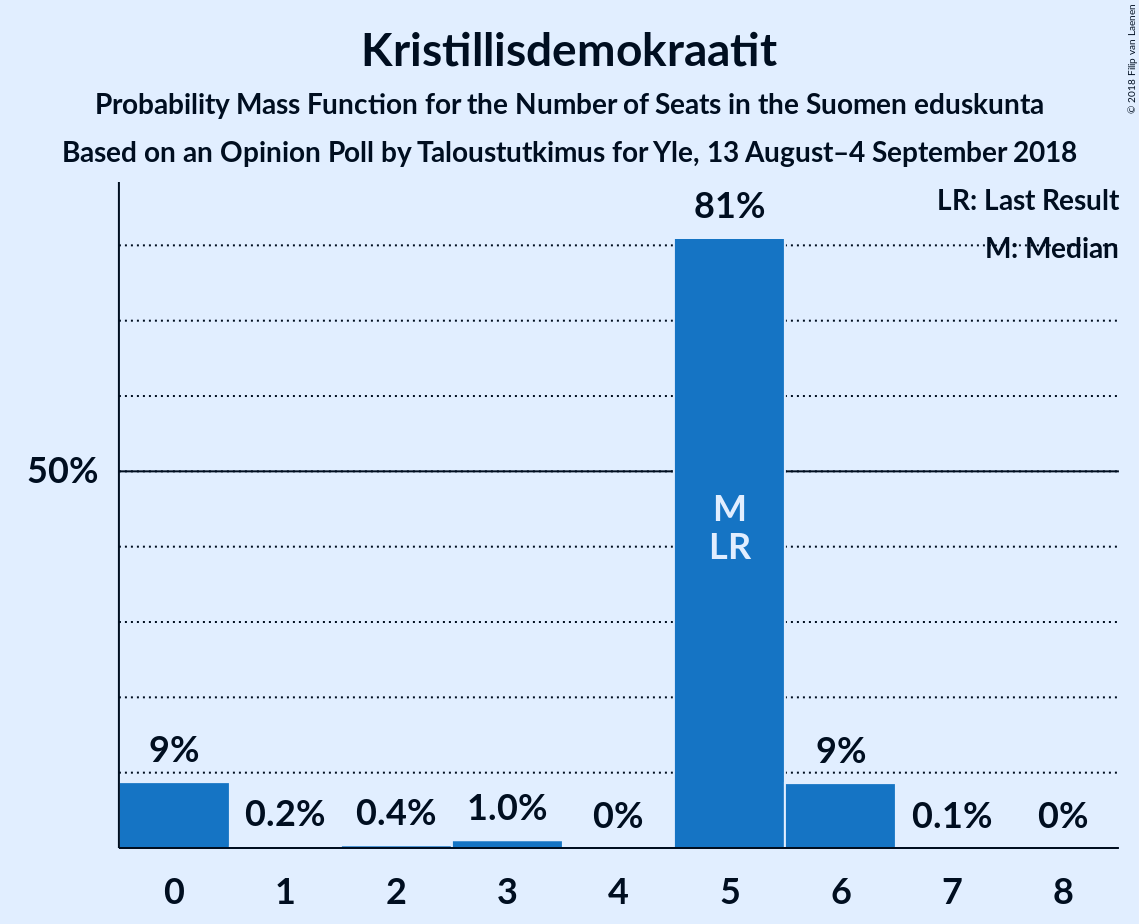 Kristillisdemokraatit
Probability Mass Function for the Number of Seats in the Suomen eduskunta
Based on an Opinion Poll by Taloustutkimus for Yle, 13 August–4 September 2018
© 2018 Filip van Laenen
LR: Last Result
M: Median
81%
50%
M
LR
9%
0.2%
0.4%
1.0%
0%
9%
0.1%
0%
0 1 2 3 4 5 6 7 8